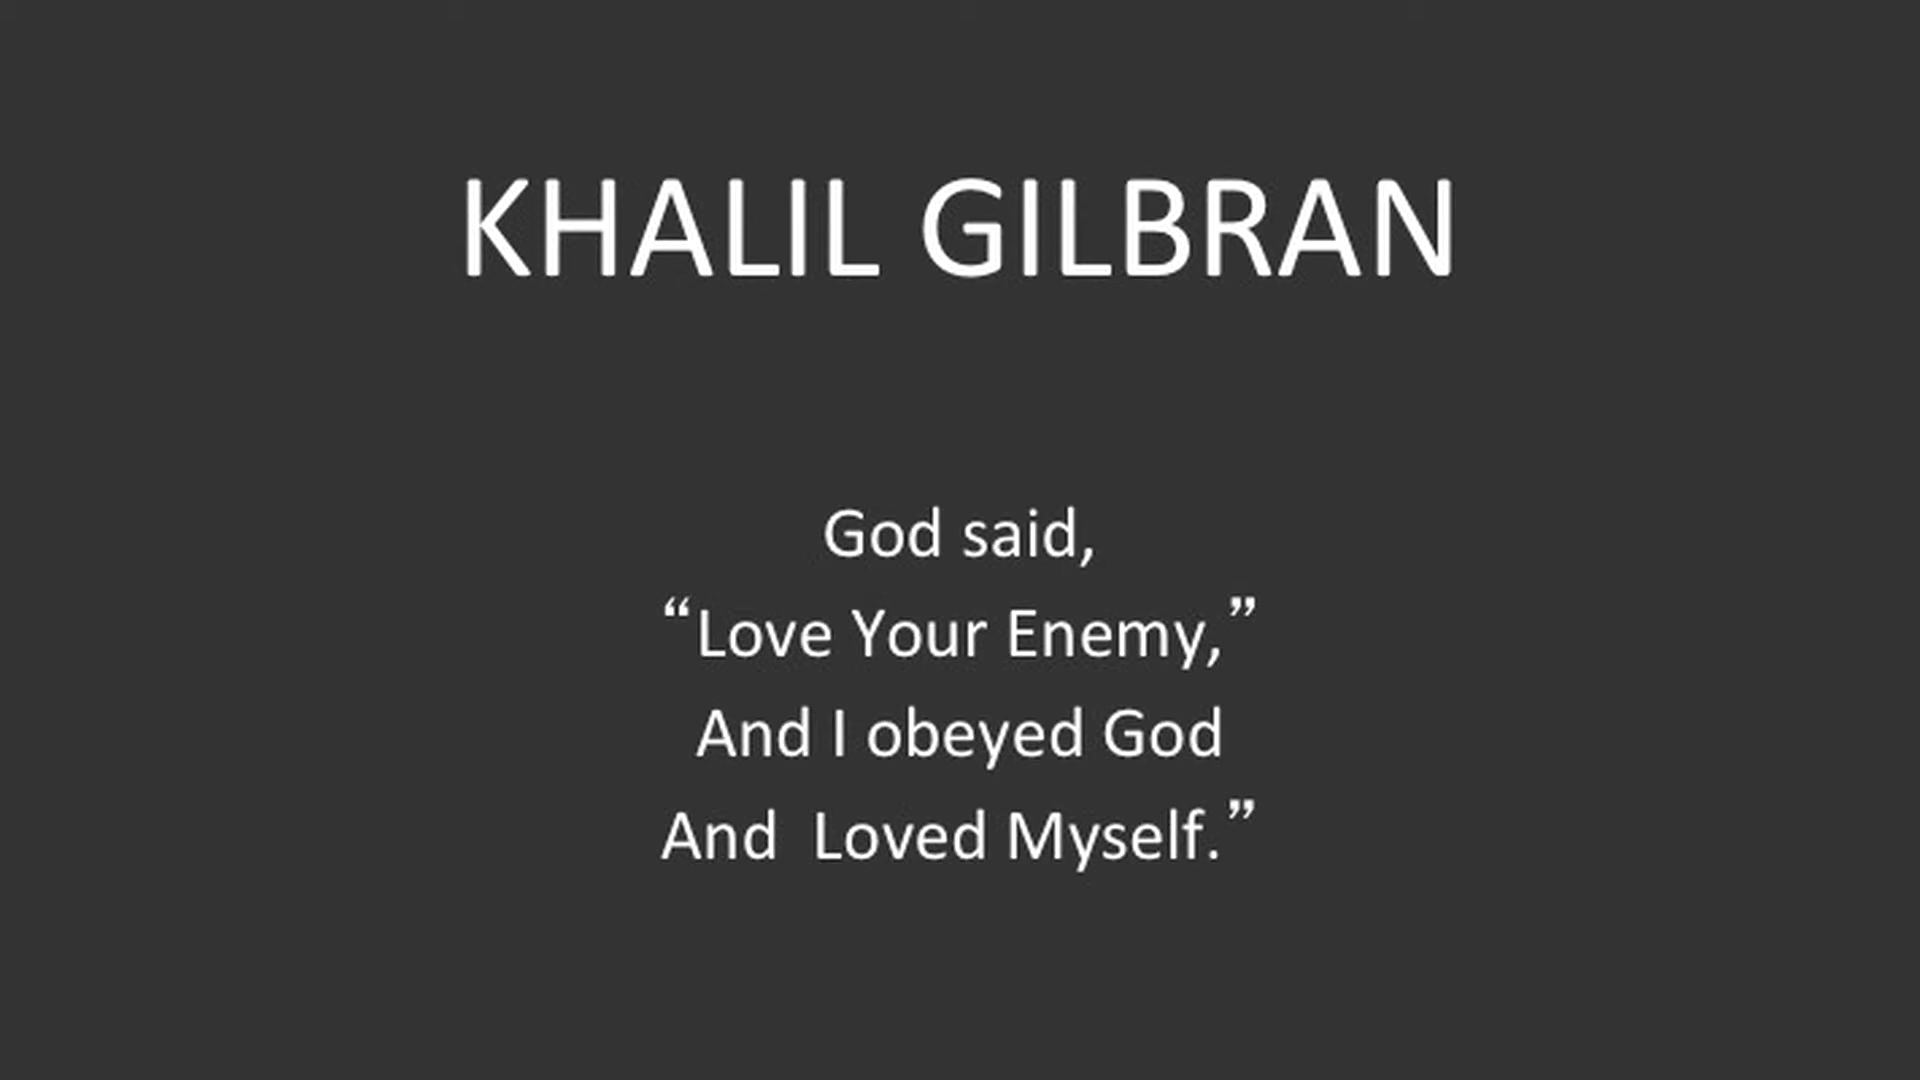 KHALIL GILBRAN
God said,
“Love Your Enemy,”
And I obeyed God
And  Loved Myself.”